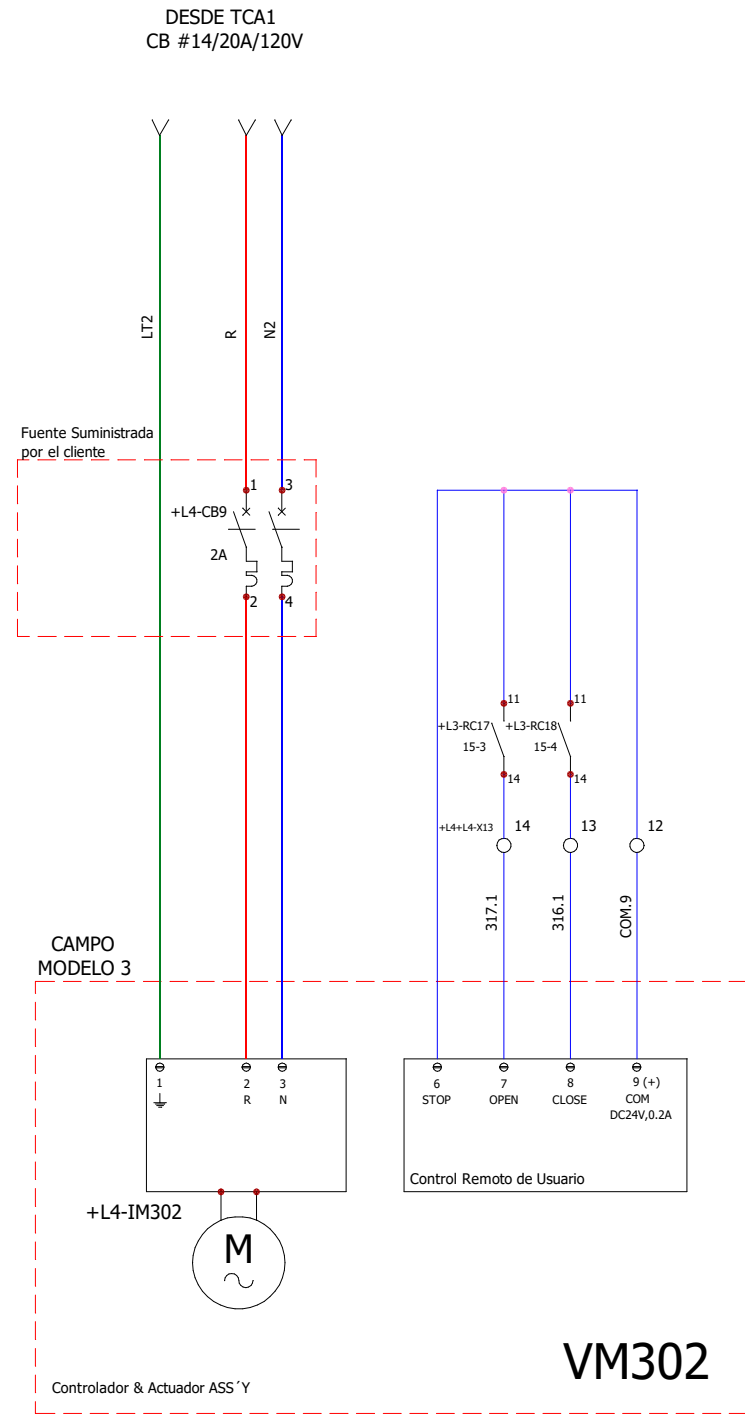 DESDE TCA1
CB #14/20A/120V
LT2
R
N2
Fuente Suministrada
por el cliente
1
3
+L4-CB9
2A
2
4
11
11
+L3-RC17
+L3-RC18
15-3
15-4
14
14
+L4+L4-X13
14
13
12
317.1
316.1
COM.9
CAMPO
MODELO 3
1
2
3
R
N
6
7
8
9 (+)
STOP
OPEN
CLOSE
COM
DC24V,0.2A
Control Remoto de Usuario
+L4-IM302
M
VM302
Controlador & Actuador ASS´Y